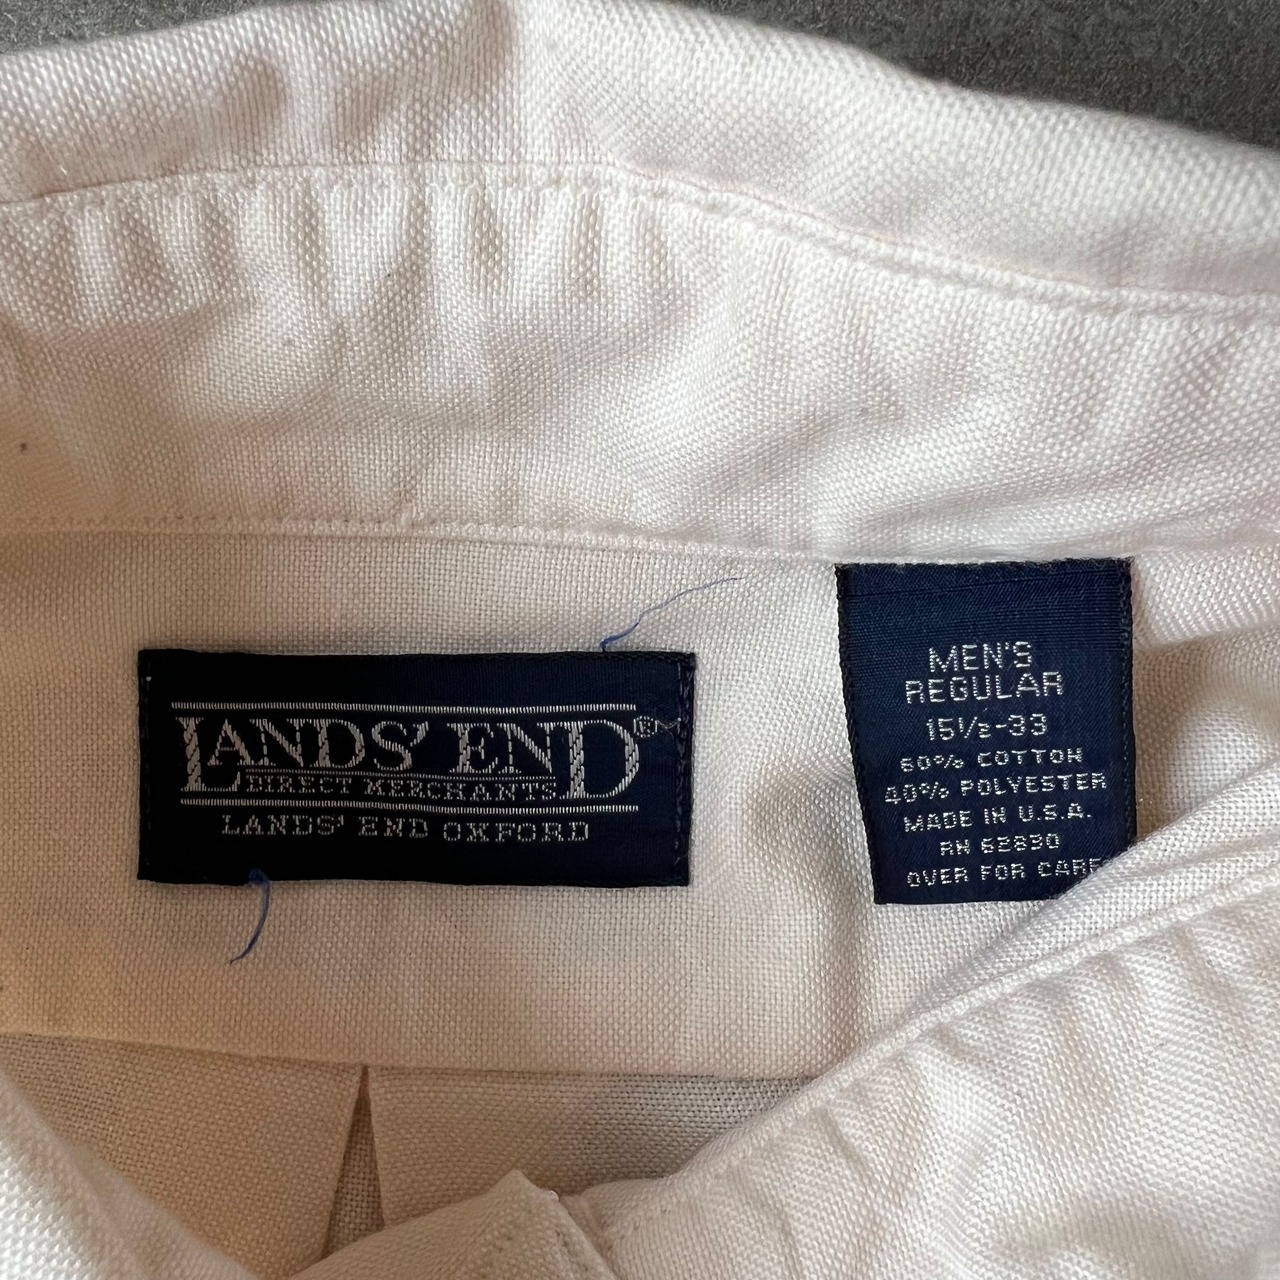 LANDS' END®
DIRECT MERCHANTS
LANDS' END OXFORD
MEN'S
REGULAR
15½-33
60% COTTON
40% POLYESTER
MADE IN U.S.A.
RN 62830
OVER FOR CARE